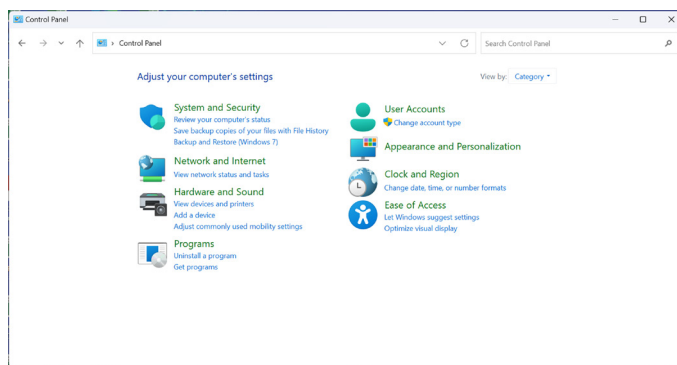 Control Panel
Control Panel
Search Control Panel
Adjust your computer's settings
View by: Category
System and Security
Review your computer's status
Save backup copies of your files with File History
Backup and Restore (Windows 7)
Network and Internet
View network status and tasks
Hardware and Sound
View devices and printers
Add a device
Adjust commonly used mobility settings
Programs
Uninstall a program
Get programs
User Accounts
Change account type
Appearance and Personalization
Clock and Region
Change date, time, or number formats
Ease of Access
Let Windows suggest settings
Optimize visual display